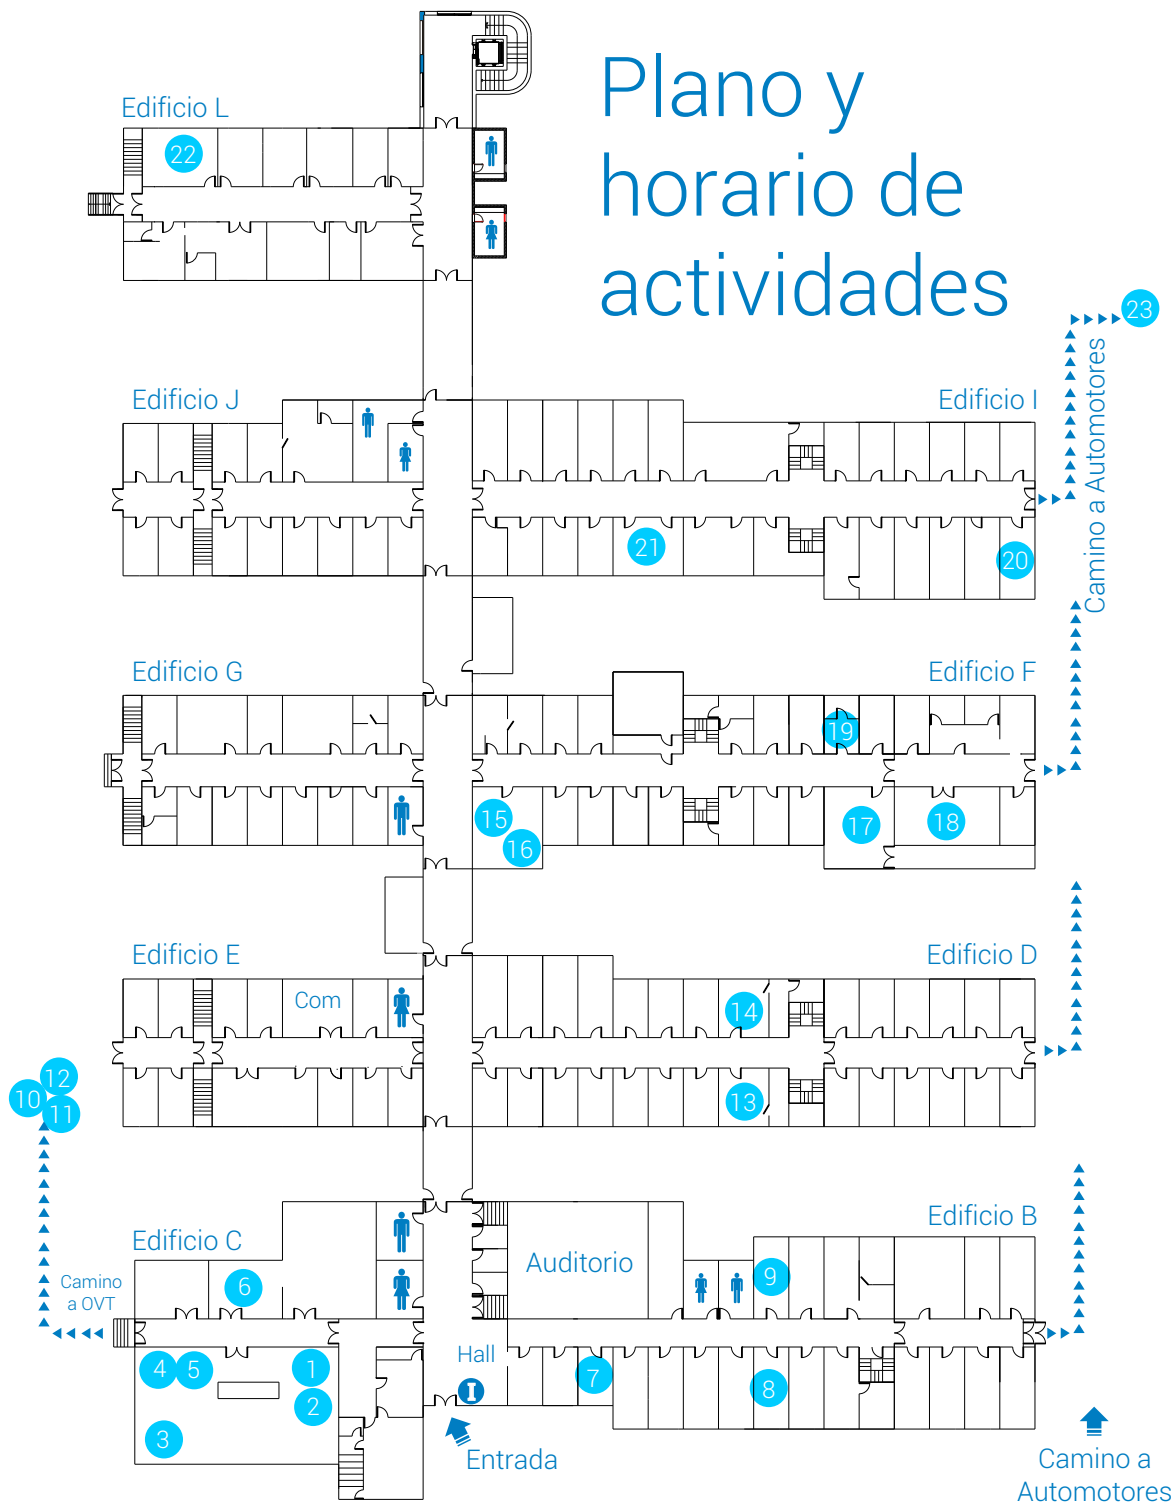 Plano y
horario de
actividades
Edificio L
22
23
Camino a Automotores
Edificio J
Edificio I
21
20
Edificio G
Edificio F
19
15
16
17
18
Edificio E
Edificio D
Com
14
12
10
11
13
Edificio C
Edificio B
Auditorio
Camino
a OVT
6
9
Hall
4
5
1
7
8
2
I
3
Entrada
Camino a
Automotores